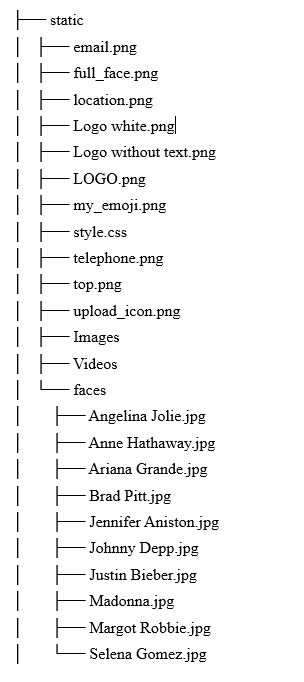 ├── static
│   ├── email.png
│   ├── full_face.png
│   ├── location.png
│   ├── Logo white.png
│   ├── Logo without text.png
│   ├── LOGO.png
│   ├── my_emoji.png
│   ├── style.css
│   ├── telephone.png
│   ├── top.png
│   ├── upload_icon.png
│   ├── Images
│   ├── Videos
│   └── faces
│       ├── Angelina Jolie.jpg
│       ├── Anne Hathaway.jpg
│       ├── Ariana Grande.jpg
│       ├── Brad Pitt.jpg
│       ├── Jennifer Aniston.jpg
│       ├── Johnny Depp.jpg
│       ├── Justin Bieber.jpg
│       ├── Madonna.jpg
│       ├── Margot Robbie.jpg
│       └── Selena Gomez.jpg